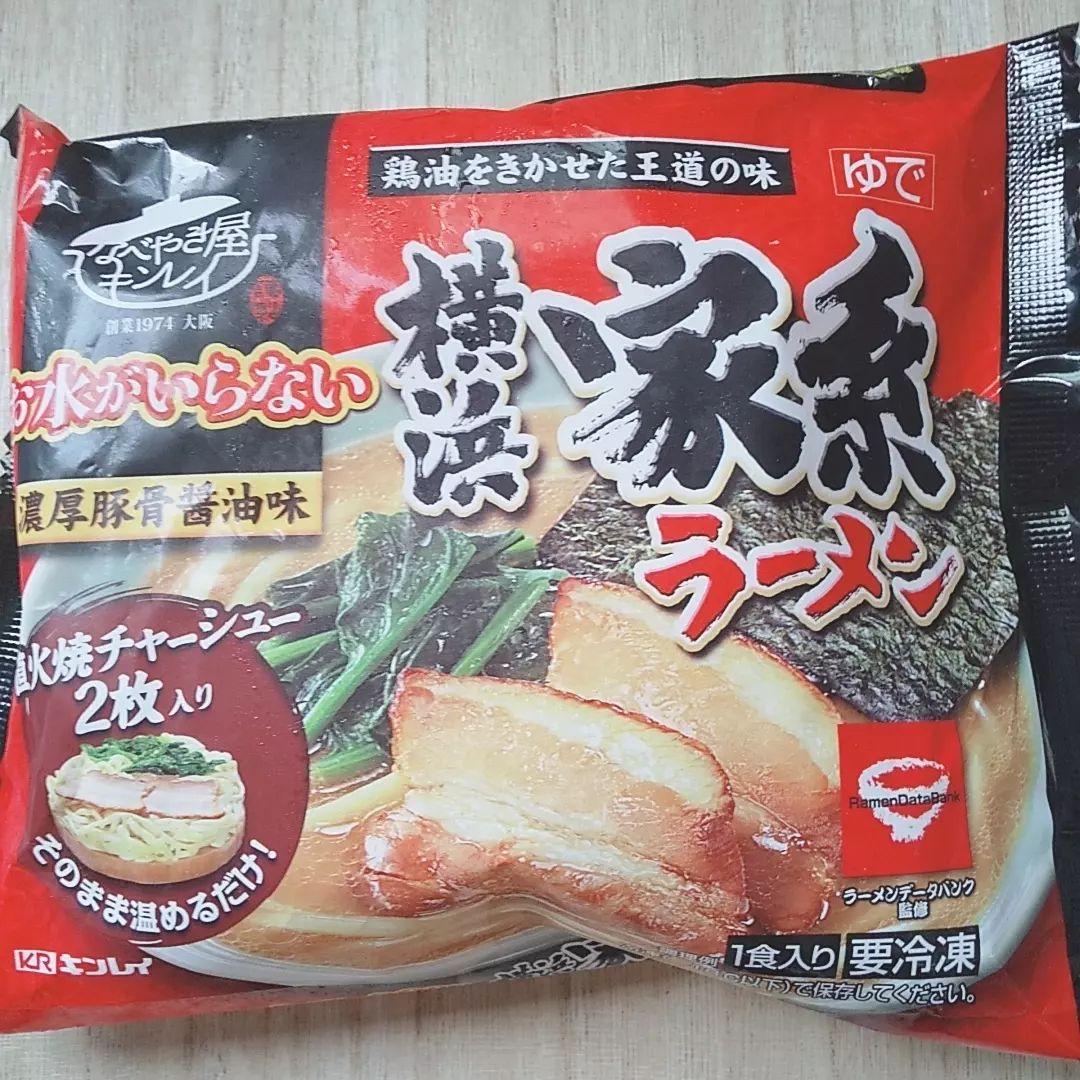 鶏油をきかせた王道の味
ゆで
なべやき屋
キンレイ
創業1974 大阪
横浜家系
ラーメン
お水がいらない
濃厚豚骨醤油味
直火焼チャーシュー
2枚入り
そのまま温めるだけ!
RamenDataBank
ラーメンデータバンク
監修
KR キンレイ
調理例
1食入り 要冷凍
以下)で保存してください。